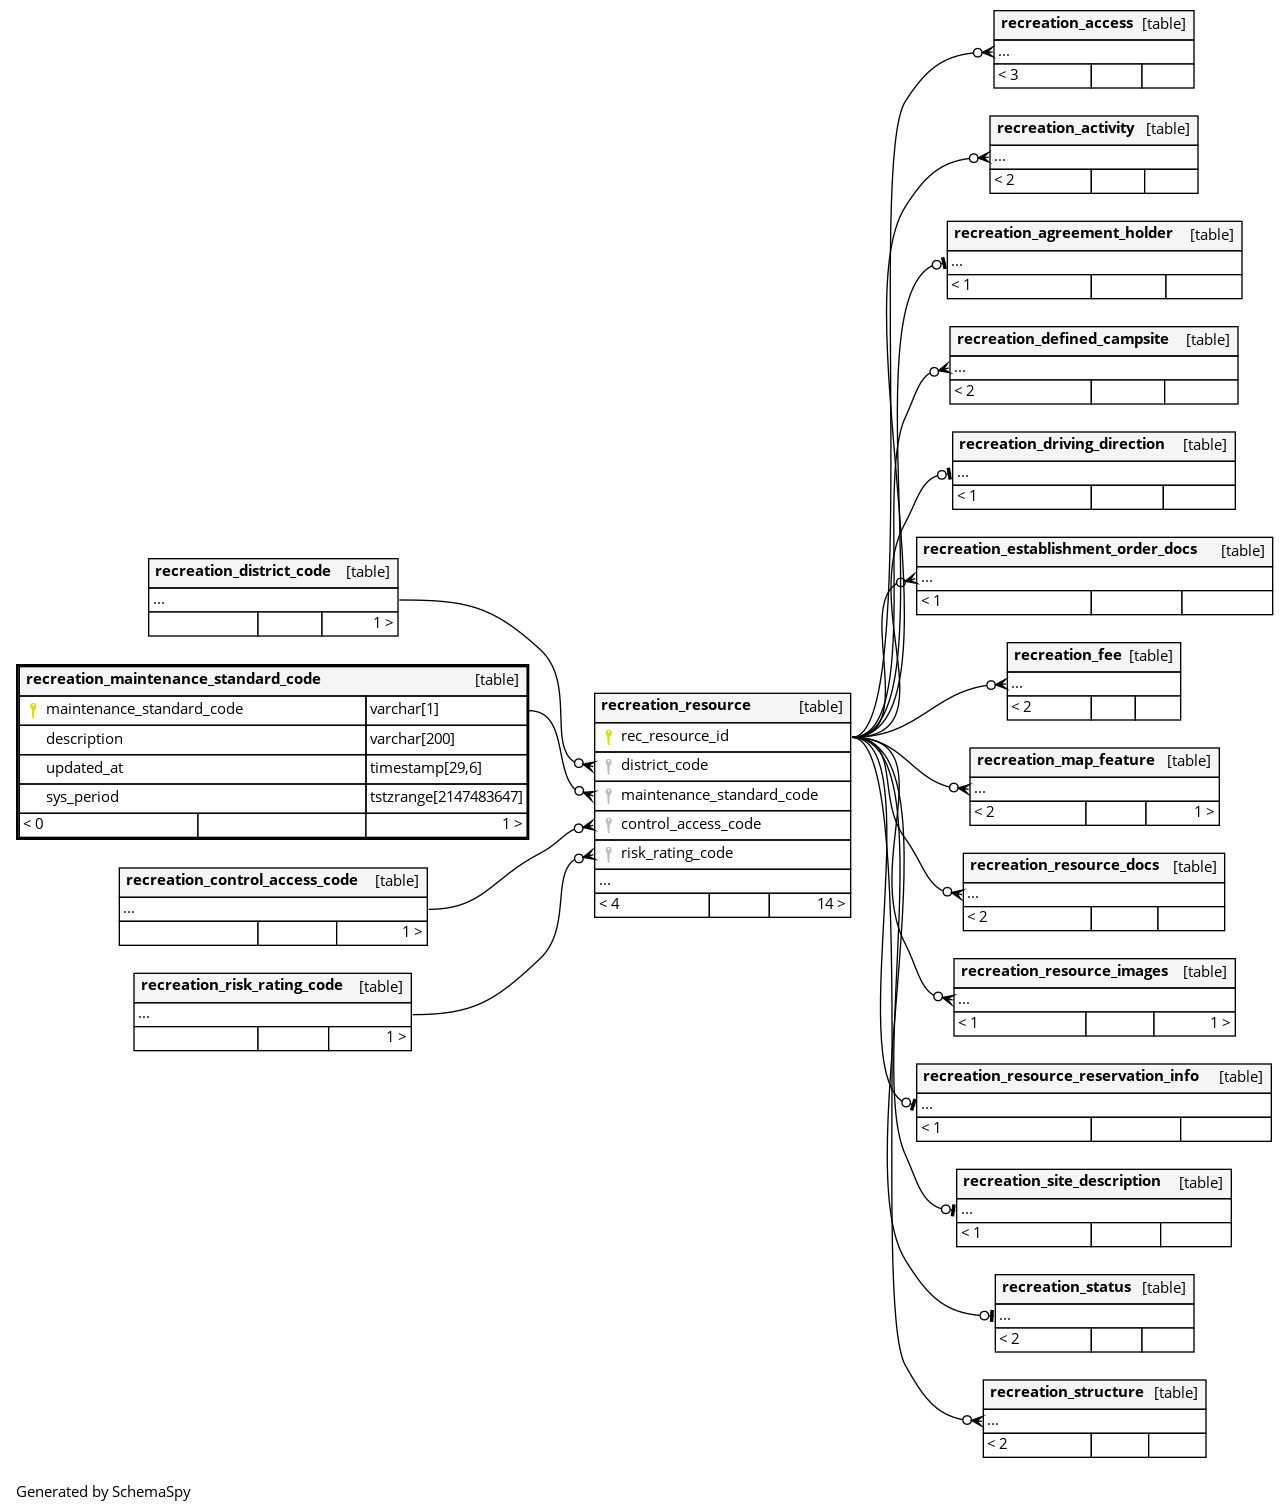 recreation_access [table]
...
< 3
recreation_activity [table]
...
< 2
recreation_agreement_holder [table]
...
< 1
recreation_defined_campsite [table]
...
< 2
recreation_driving_direction [table]
...
< 1
recreation_establishment_order_docs [table]
...
< 1
recreation_district_code [table]
...
1 >
recreation_maintenance_standard_code [table]
maintenance_standard_code varchar[1]
description varchar[200]
updated_at timestamp[29,6]
sys_period tstzrange[2147483647]
< 0 1 >
recreation_control_access_code [table]
...
1 >
recreation_risk_rating_code [table]
...
1 >
recreation_resource [table]
rec_resource_id
district_code
maintenance_standard_code
control_access_code
risk_rating_code
...
< 4 14 >
recreation_fee [table]
...
< 2
recreation_map_feature [table]
...
< 2 1 >
recreation_resource_docs [table]
...
< 2
recreation_resource_images [table]
...
< 1 1 >
recreation_resource_reservation_info [table]
...
< 1
recreation_site_description [table]
...
< 1
recreation_status [table]
...
< 2
recreation_structure [table]
...
< 2
Generated by SchemaSpy